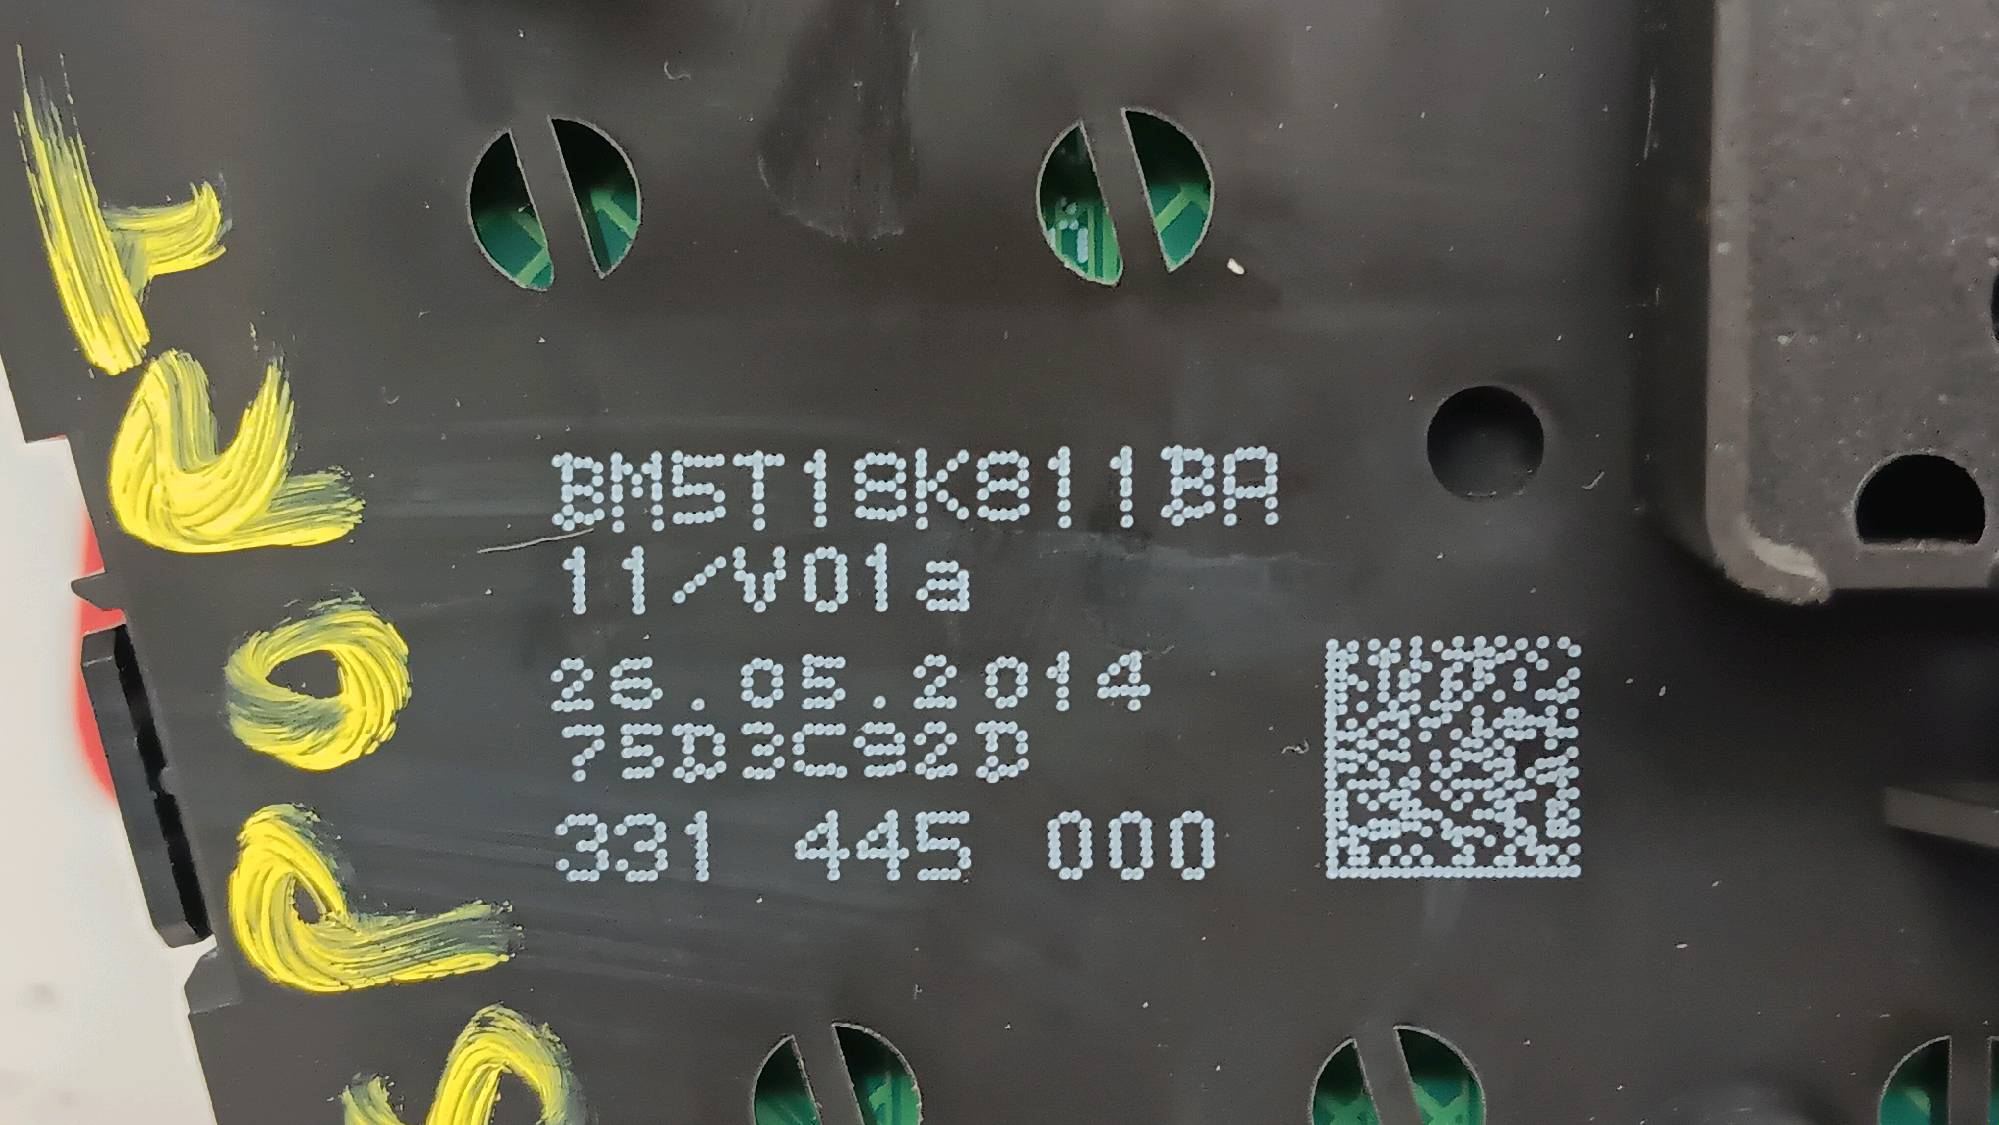 BM5T18K811BA
11/V01a
26.05.2014
75D3C92D
331 445 000